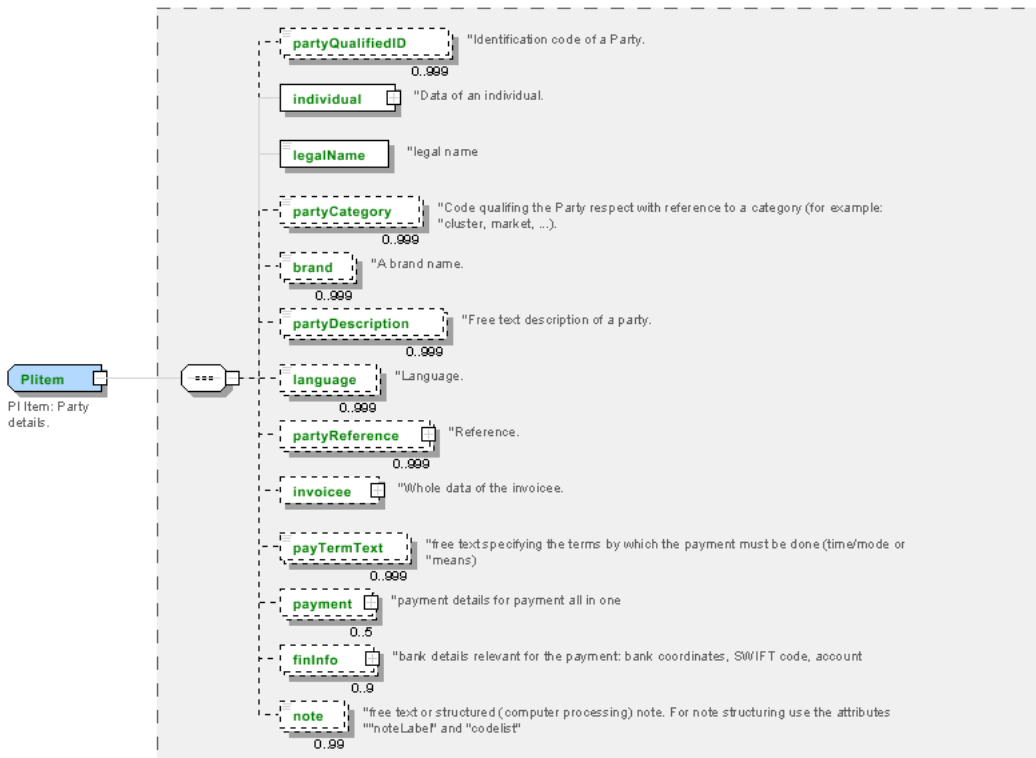 partyQualifiedID "Identification code of a Party.
0..999
individual "Data of an individual.
legalName "legal name
partyCategory "Code qualifing the Party respect with reference to a category (for example:
"cluster, market, ...).
0..999
brand "A brand name.
0..999
partyDescription "Free text description of a party.
0..999
PIitem
PI Item: Party
details.
language "Language.
0..999
partyReference "Reference.
0..999
invoicee "Whole data of the invoicee.
payTermText "free text specifying the terms by which the payment must be done (time/mode or
"means)
0..999
payment "payment details for payment all in one
0..5
finInfo "bank details relevant for the payment: bank coordinates, SWIFT code, account
0..9
note "free text or structured (computer processing) note. For note structuring use the attributes
""noteLabel" and "codelist"
0..99